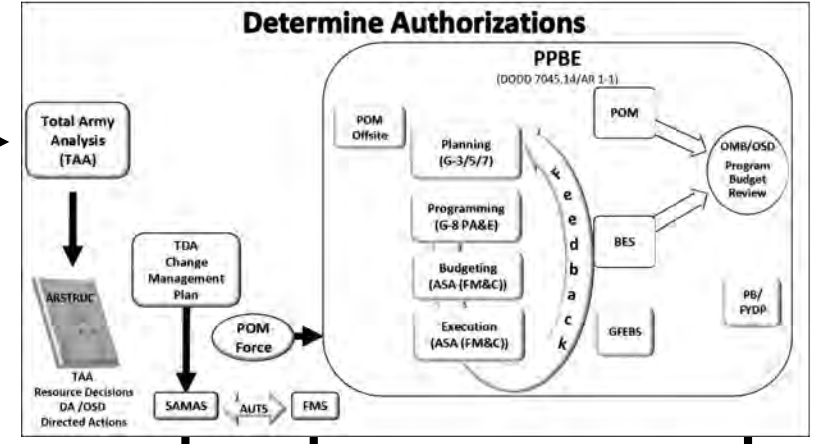 Determine Authorizations
PPBE
(DODD 7045.14/AR 1-1)
Total Army
Analysis
(TAA)
POM
Offsite
Planning
(G-3/5/7)
Programming
(G-8 PA&E)
Budgeting
(ASA (FM&C))
Execution
(ASA (FM&C))
Feedback
POM
BES
GFEBS
OMB/OSD
Program
Budget
Review
PB/
FYDP
TDA
Change
Management
Plan
ARSTRUC
POM
Force
TAA
Resource Decisions
DA /OSD
Directed Actions
SAMAS
AUTS
FMS